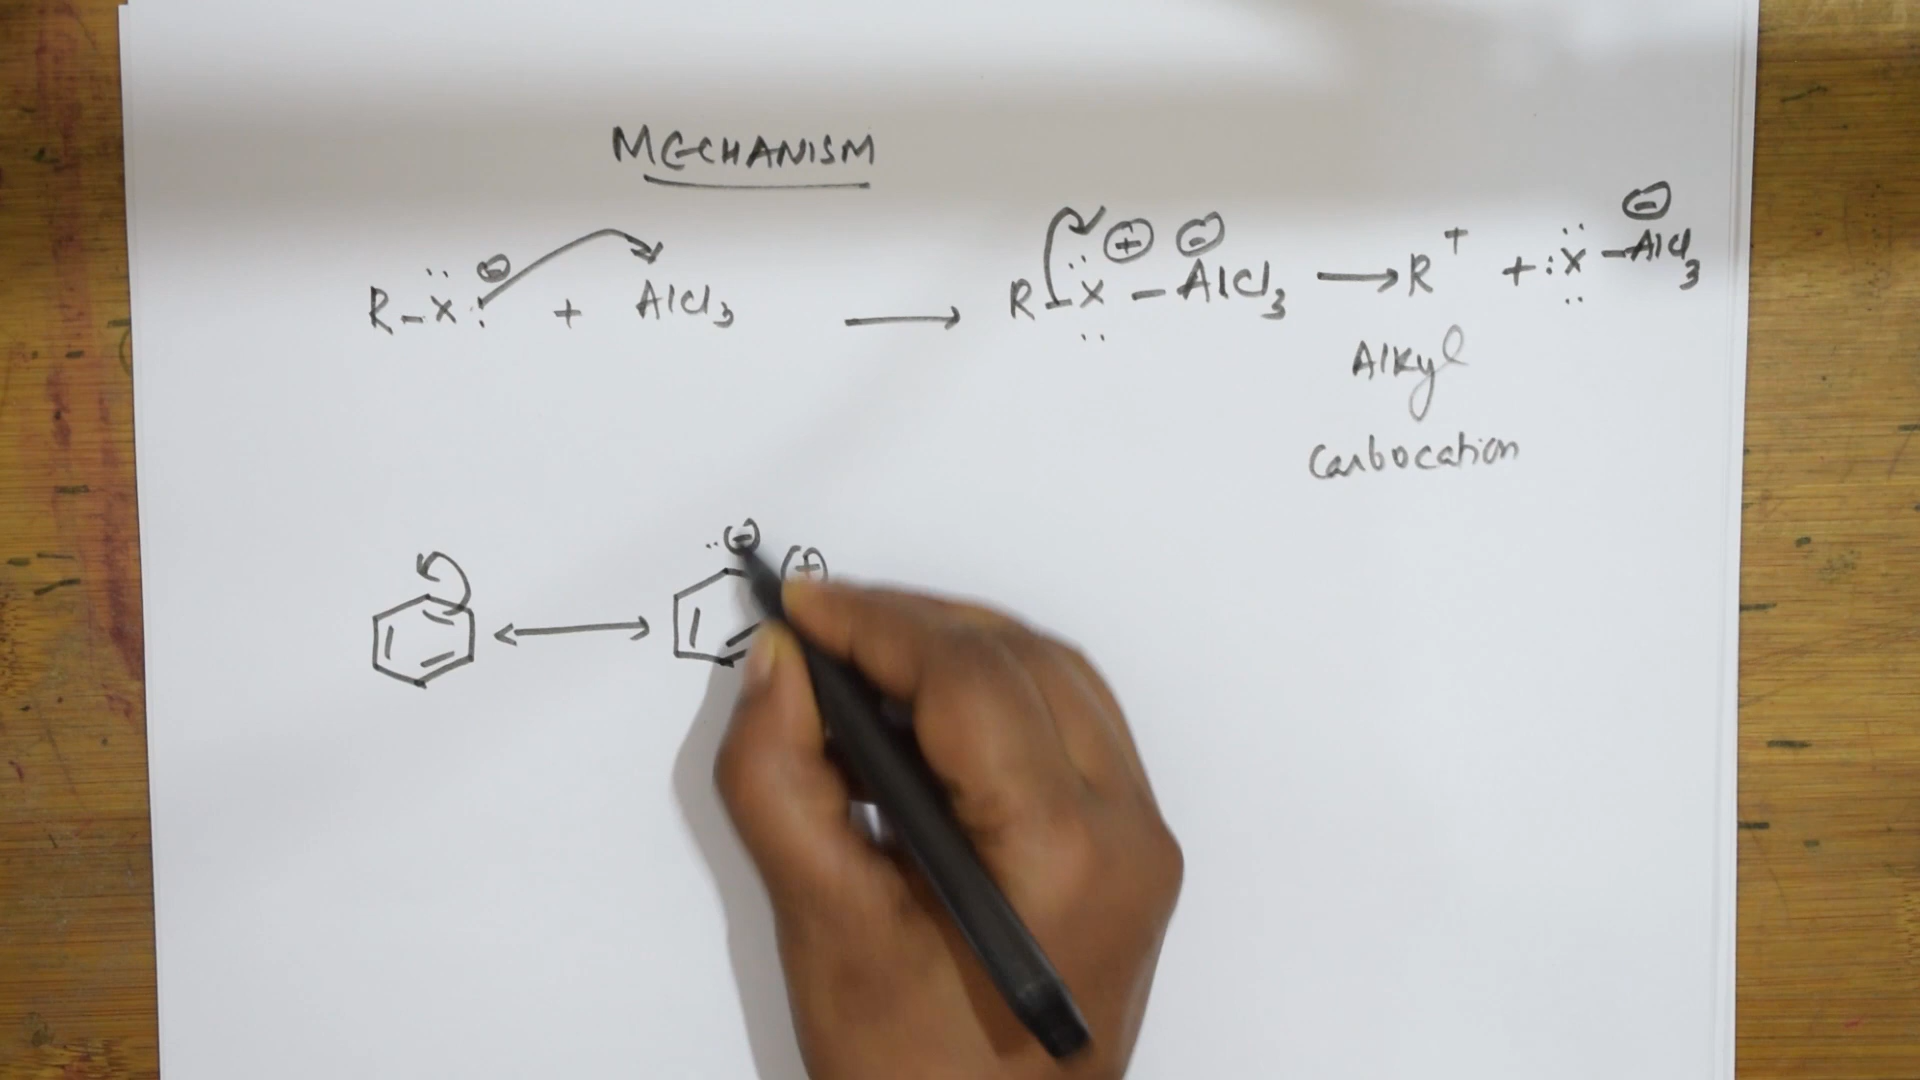 MECHANISM
R-X: ⊖ + AlCl3 ⟶ R-X ⊕ - AlCl3 ⊖ ⟶ R+ + :X - AlCl3 ⊖
Alkyl
Carbocation
⟷ ⊖ ⊕